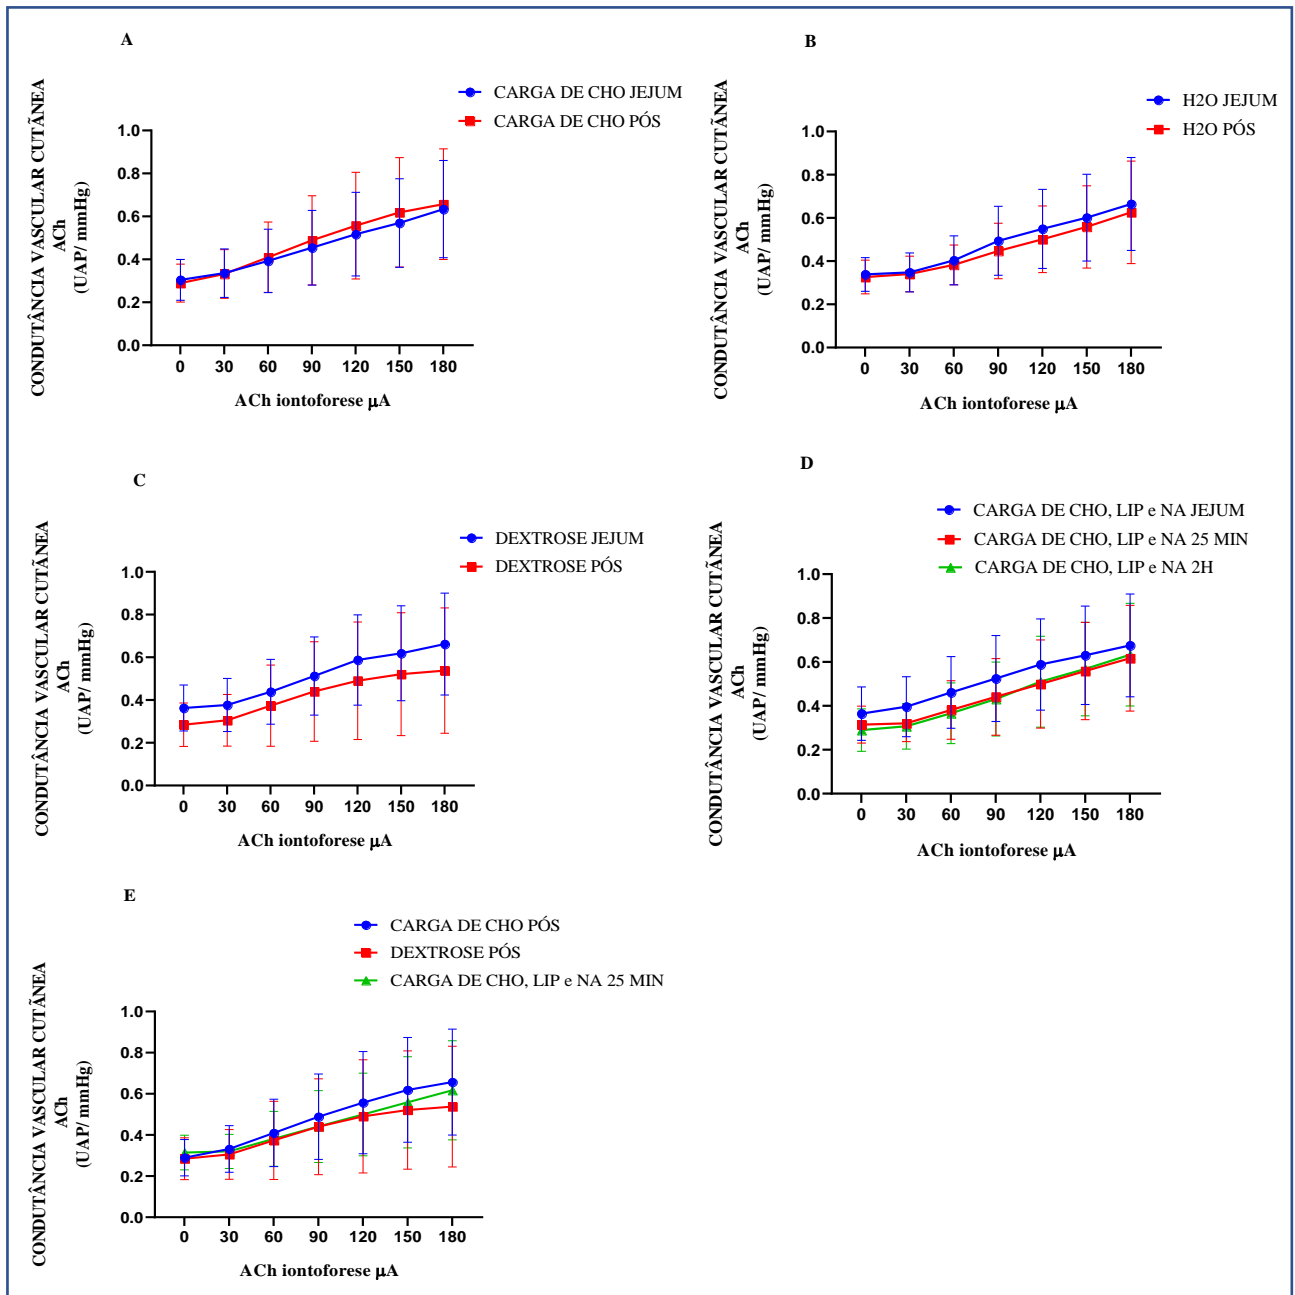 A
CONDUTÂNCIA VASCULAR CUTÃNEA
ACh
(UAP/ mmHg)
CARGA DE CHO JEJUM
CARGA DE CHO PÓS
1.0
0.8
0.6
0.4
0.2
0.0
0 30 60 90 120 150 180
ACh iontoforese μA
B
CONDUTÂNCIA VASCULAR CUTÃNEA
ACh
(UAP/ mmHg)
H2O JEJUM
H2O PÓS
1.0
0.8
0.6
0.4
0.2
0.0
0 30 60 90 120 150 180
ACh iontoforese μA
C
CONDUTÂNCIA VASCULAR CUTÃNEA
ACh
(UAP/ mmHg)
DEXTROSE JEJUM
DEXTROSE PÓS
1.0
0.8
0.6
0.4
0.2
0.0
0 30 60 90 120 150 180
ACh iontoforese μA
D
CONDUTÂNCIA VASCULAR CUTÃNEA
ACh
(UAP/ mmHg)
CARGA DE CHO, LIP e NA JEJUM
CARGA DE CHO, LIP e NA 25 MIN
CARGA DE CHO, LIP e NA 2H
1.0
0.8
0.6
0.4
0.2
0.0
0 30 60 90 120 150 180
ACh iontoforese μA
E
CONDUTÂNCIA VASCULAR CUTÃNEA
ACh
(UAP/ mmHg)
CARGA DE CHO PÓS
DEXTROSE PÓS
CARGA DE CHO, LIP e NA 25 MIN
1.0
0.8
0.6
0.4
0.2
0.0
0 30 60 90 120 150 180
ACh iontoforese μA